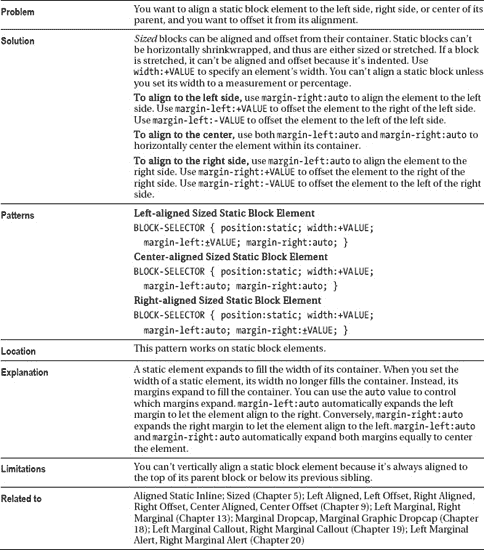 Problem
You want to align a static block element to the left side, right side, or center of its
parent, and you want to offset it from its alignment.
Solution
Sized blocks can be aligned and offset from their container. Static blocks can't
be horizontally shrinkwrapped, and thus are either sized or stretched. If a block
is stretched, it can't be aligned and offset because it's indented. Use
width:+VALUE to specify an element's width. You can't align a static block unless
you set its width to a measurement or percentage.
To align to the left side, use margin-right:auto to align the element to the left
side. Use margin-left:+VALUE to offset the element to the right of the left side.
Use margin-left:-VALUE to offset the element to the left of the left side.
To align to the center, use both margin-left:auto and margin-right:auto to
horizontally center the element within its container.
To align to the right side, use margin-left:auto to align the element to the
right side. Use margin-right:+VALUE to offset the element to the right of the
right side. Use margin-right:-VALUE to offset the element to the left of the right
side.
Patterns
Left-aligned Sized Static Block Element
BLOCK-SELECTOR { position:static; width:+VALUE;
margin-left:±VALUE; margin-right:auto; }
Center-aligned Sized Static Block Element
BLOCK-SELECTOR { position:static; width:+VALUE;
margin-left:auto; margin-right:auto; }
Right-aligned Sized Static Block Element
BLOCK-SELECTOR { position:static; width:+VALUE;
margin-left:auto; margin-right:±VALUE; }
Location
This pattern works on static block elements.
Explanation
A static element expands to fill the width of its container. When you set the
width of a static element, its width no longer fills the container. Instead, its
margins expand to fill the container. You can use the auto value to control
which margins expand. margin-left:auto automatically expands the left
margin to let the element align to the right. Conversely, margin-right:auto
expands the right margin to let the element align to the left. margin-left:auto
and margin-right:auto automatically expand both margins equally to center
the element.
Limitations
You can't vertically align a static block element because it's always aligned to
the top of its parent block or below its previous sibling.
Related to
Aligned Static Inline; Sized (Chapter 5); Left Aligned, Left Offset, Right Aligned,
Right Offset, Center Aligned, Center Offset (Chapter 9); Left Marginal, Right
Marginal (Chapter 13); Marginal Dropcap, Marginal Graphic Dropcap (Chapter
18); Left Marginal Callout, Right Marginal Callout (Chapter 19); Left Marginal
Alert, Right Marginal Alert (Chapter 20)